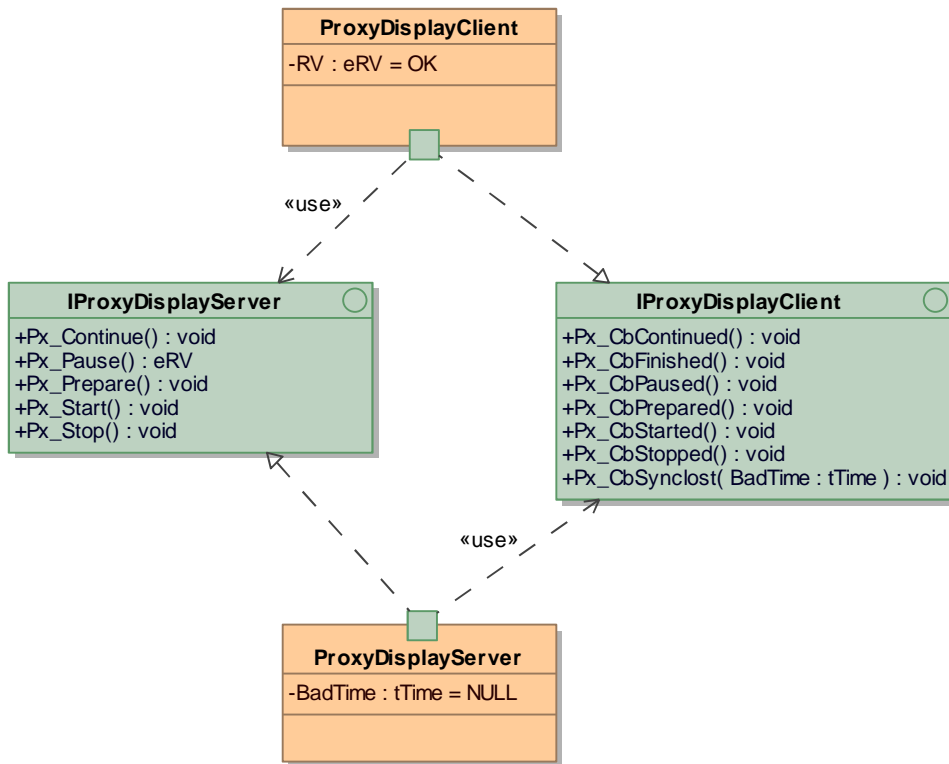 ProxyDisplayClient
-RV : eRV = OK
«use»
IProxyDisplayServer
+Px_Continue() : void
+Px_Pause() : eRV
+Px_Prepare() : void
+Px_Start() : void
+Px_Stop() : void
IProxyDisplayClient
+Px_CbContinued() : void
+Px_CbFinished() : void
+Px_CbPaused() : void
+Px_CbPrepared() : void
+Px_CbStarted() : void
+Px_CbStopped() : void
+Px_CbSynclost( BadTime : tTime ) : void
«use»
ProxyDisplayServer
-BadTime : tTime = NULL